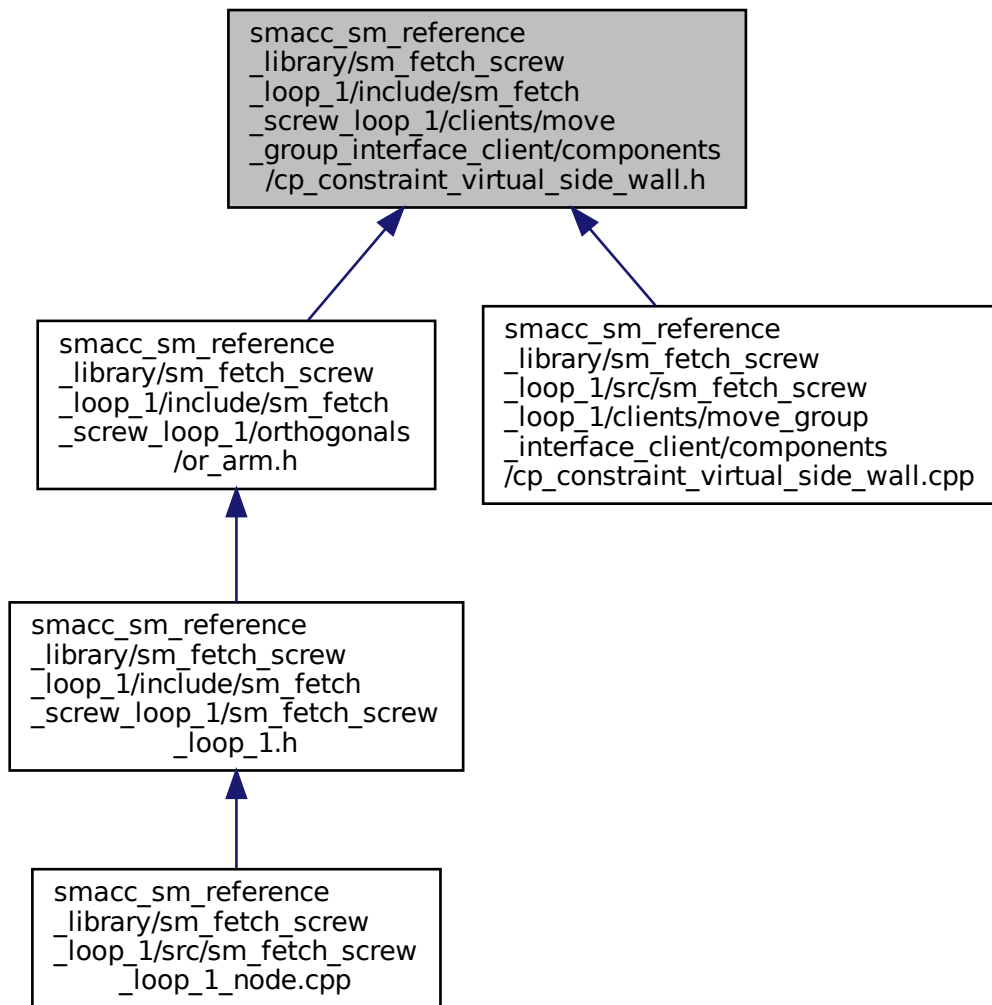 smacc_sm_reference
_library/sm_fetch_screw
_loop_1/include/sm_fetch
_screw_loop_1/clients/move
_group_interface_client/components
/cp_constraint_virtual_side_wall.h
smacc_sm_reference
_library/sm_fetch_screw
_loop_1/include/sm_fetch
_screw_loop_1/orthogonals
/or_arm.h
smacc_sm_reference
_library/sm_fetch_screw
_loop_1/src/sm_fetch_screw
_loop_1/clients/move_group
_interface_client/components
/cp_constraint_virtual_side_wall.cpp
smacc_sm_reference
_library/sm_fetch_screw
_loop_1/include/sm_fetch
_screw_loop_1/sm_fetch_screw
_loop_1.h
smacc_sm_reference
_library/sm_fetch_screw
_loop_1/src/sm_fetch_screw
_loop_1_node.cpp